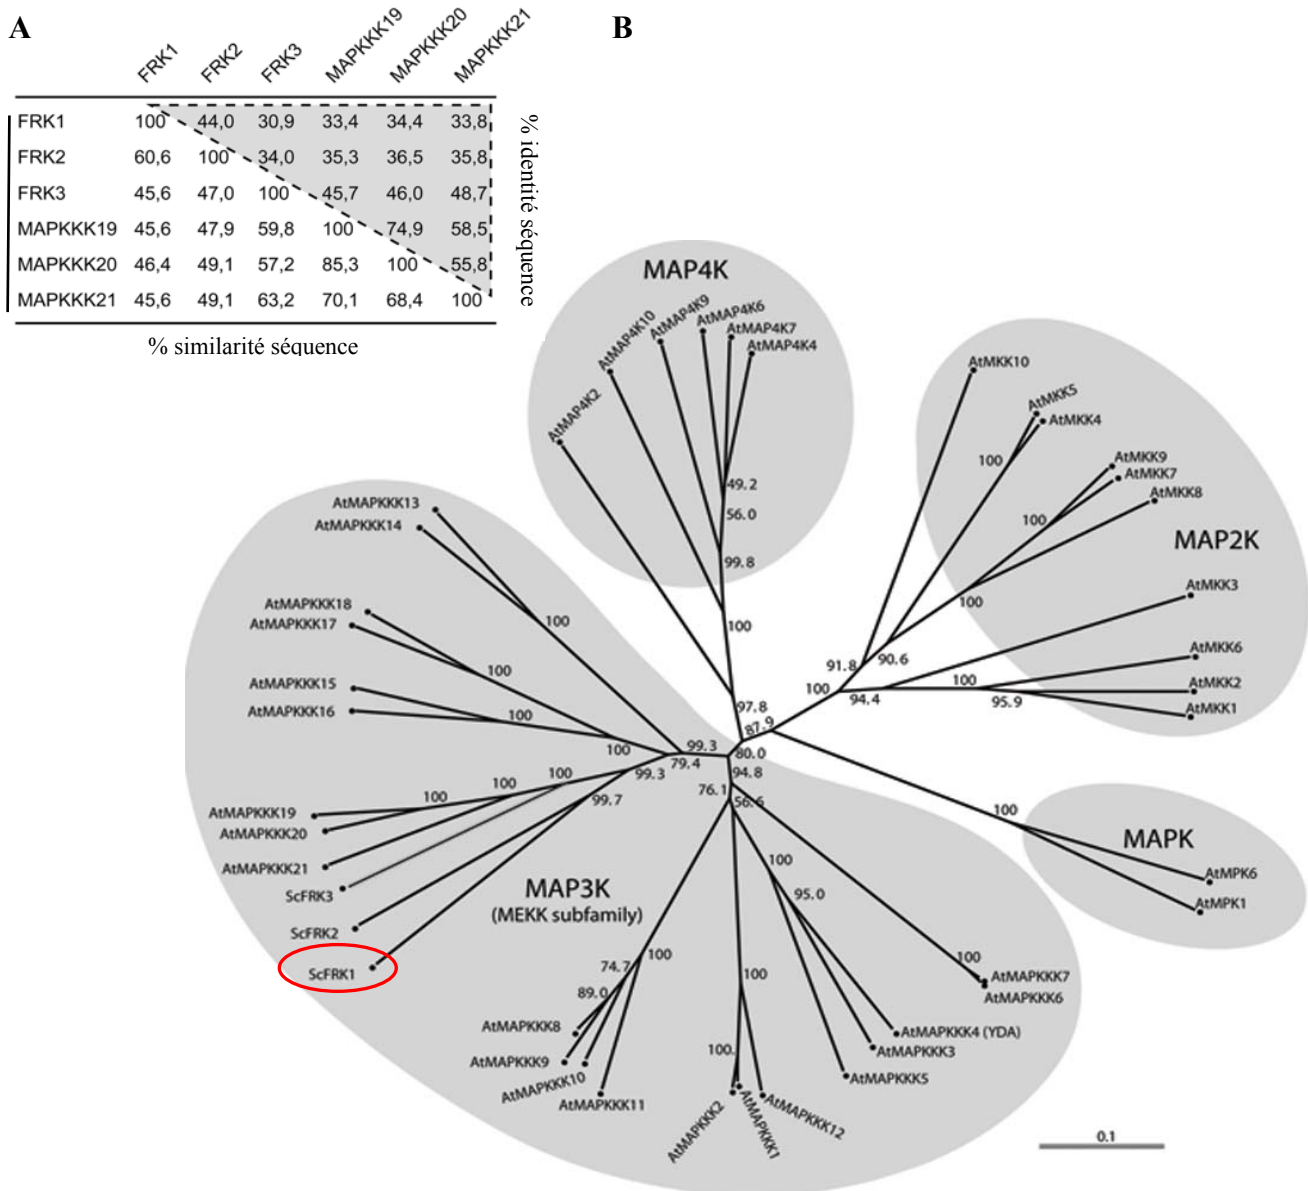 A
B
FRK1 FRK2 FRK3 MAPKKK19 MAPKKK20 MAPKKK21
FRK1 100 44,0 30,9 33,4 34,4 33,8
FRK2 60,6 100 34,0 35,3 36,5 35,8
FRK3 45,6 47,0 100 45,7 46,0 48,7
MAPKKK19 45,6 47,9 59,8 100 74,9 58,5
MAPKKK20 46,4 49,1 57,2 85,3 100 55,8
MAPKKK21 45,6 49,1 63,2 70,1 68,4 100
% identité séquence
% similarité séquence
MAP4K
AtMAP4K2
AtMAP4K10
AtMAP4K9
AtMAP4K6
AtMAP4K7
AtMAP4K4
49.2
56.0
99.8
100
97.8
AtMKK10
AtMKK5
AtMKK4
100
AtMKK9
AtMKK7
AtMKK8
100
MAP2K
AtMKK3
100
AtMKK6
AtMKK2
AtMKK1
91.8
90.6
100
94.4
100
95.9
87.9
80.0
AtMAPKKK13
AtMAPKKK14
100
AtMAPKKK18
AtMAPKKK17
100
AtMAPKKK15
AtMAPKKK16
100
100
99.3
79.4
99.3
99.7
100
100
100
AtMAPKKK19
AtMAPKKK20
AtMAPKKK21
ScFRK3
ScFRK2
ScFRK1
MAP3K
(MEKK subfamily)
94.8
76.1
56.6
100
95.0
100
74.7
89.0
100
100
100.
AtMAPKKK8
AtMAPKKK9
AtMAPKKK10
AtMAPKKK11
AtMAPKKK2
AtMAPKKK1
AtMAPKKK12
AtMAPKKK5
AtMAPKKK3
AtMAPKKK4 (YDA)
AtMAPKKK7
AtMAPKKK6
100
MAPK
AtMPK6
AtMPK1
0.1